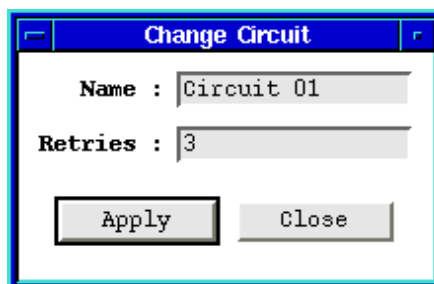 Change Circuit
Name : Circuit 01
Retries : 3
Apply Close